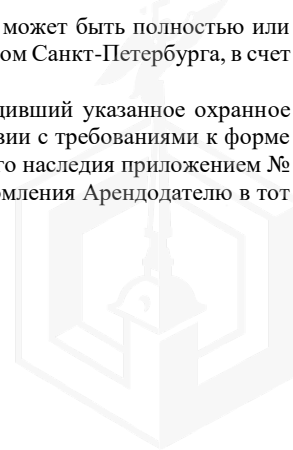 может быть полностью или
ом Санкт-Петербурга, в счет
дивший указанное охранное
вии с требованиями к форме
го наследия приложением №
омления Арендодателю в тот